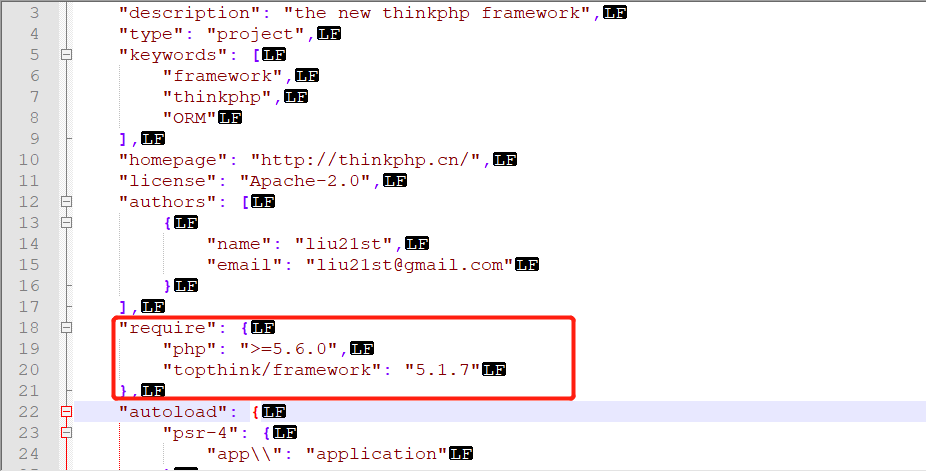 3 "description": "the new thinkphp framework",LF
4 "type": "project",LF
5 "keywords": [LF
6 "framework",LF
7 "thinkphp",LF
8 "ORM"LF
9 ],LF
10 "homepage": "http://thinkphp.cn/",LF
11 "license": "Apache-2.0",LF
12 "authors": [LF
13 {LF
14 "name": "liu21st",LF
15 "email": "liu21st@gmail.com"LF
16 }LF
17 ],LF
18 "require": {LF
19 "php": ">=5.6.0",LF
20 "topthink/framework": "5.1.7"LF
21 },LF
22 "autoload": {LF
23 "psr-4": {LF
24 "app\\": "application"LF